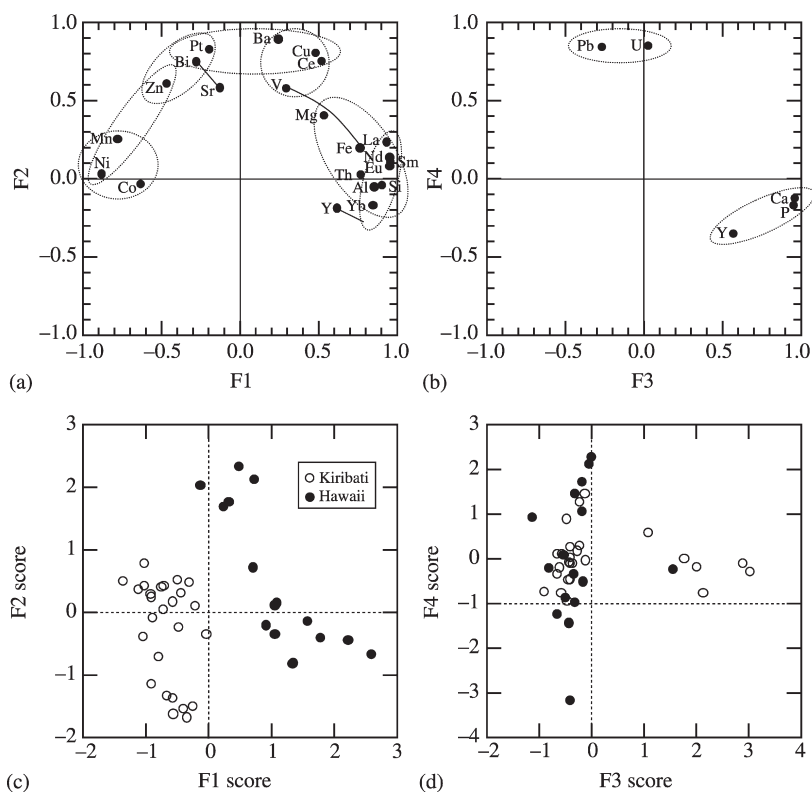 1.0
0.5
0.0
-0.5
-1.0
F2
-1.0 -0.5 0.0 0.5 1.0
F1
(a)
Pt
Bi
Zn
Sr
Ba
Cu
Ce
V
Mg
Mn
Ni
Co
Fe
La
Nd
Sm
Eu
Th
Al
Si
Yb
Y
1.0
0.5
0.0
-0.5
-1.0
F4
-1.0 -0.5 0.0 0.5 1.0
F3
(b)
Pb
U
Ca
P
Y
3
2
1
0
−1
−2
F2 score
−2 −1 0 1 2 3
F1 score
(c)
Kiribati
Hawaii
3
2
1
0
−1
−2
−3
−4
F4 score
−2 −1 0 1 2 3 4
F3 score
(d)